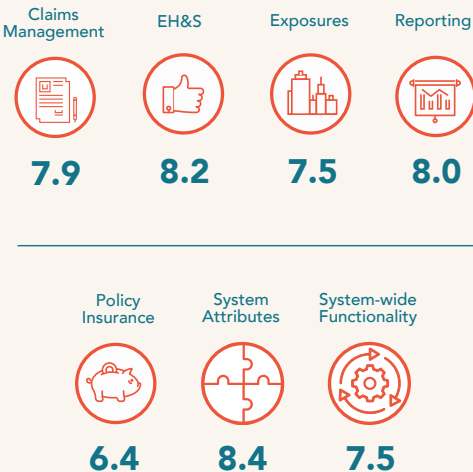 Claims
Management
EH&S
Exposures
Reporting
7.9
8.2
7.5
8.0
Policy
Insurance
System
Attributes
System-wide
Functionality
6.4
8.4
7.5